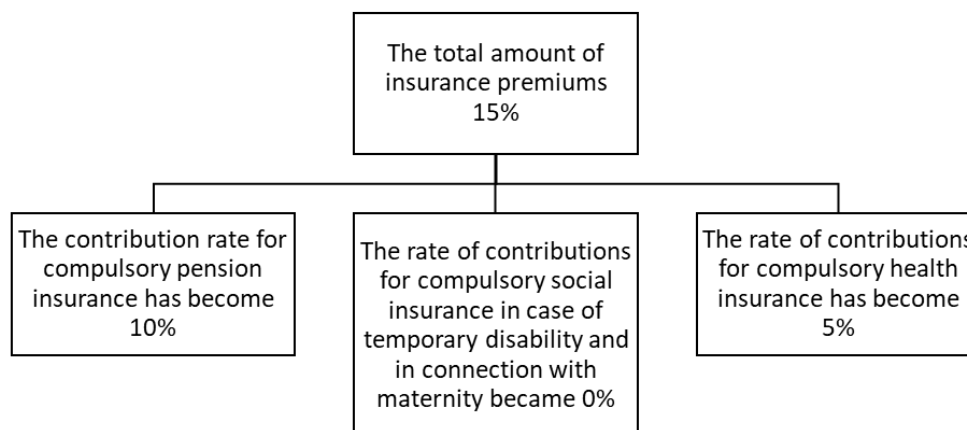 The total amount of
insurance premiums
15%
The contribution rate for
compulsory pension
insurance has become
10%
The rate of contributions
for compulsory social
insurance in case of
temporary disability and
in connection with
maternity became 0%
The rate of contributions
for compulsory health
insurance has become
5%